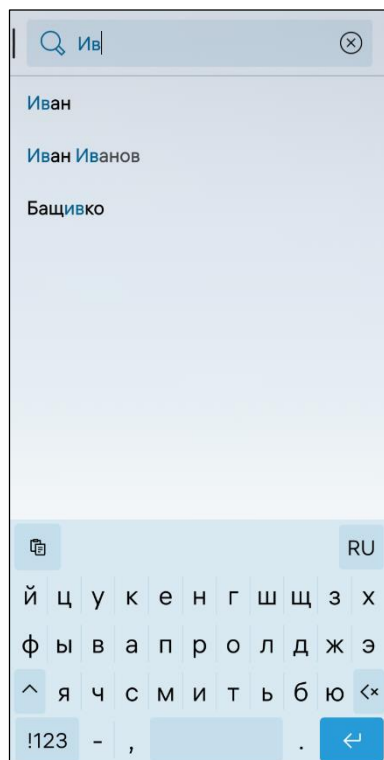 Ив
Иван
Иван Иванов
Бащивко
RU
й ц у к е н г ш щ з х
ф ы в а п р о л д ж э
я ч с м и т ь б ю
!123 - , .